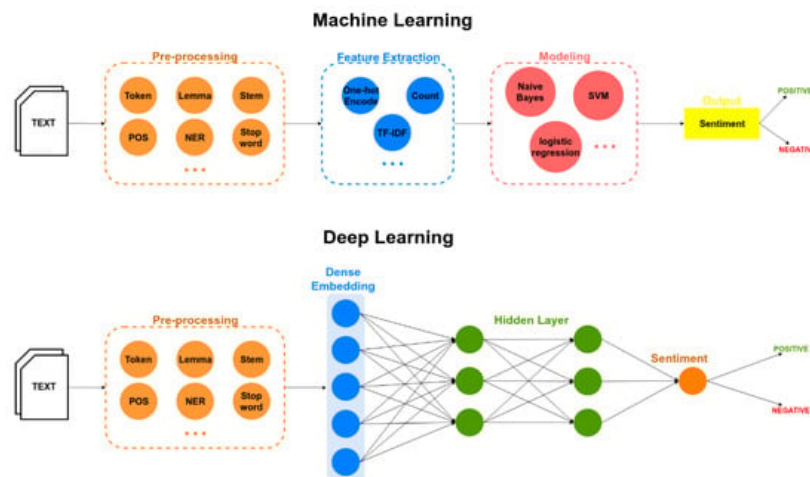 Machine Learning
Pre-processing
Feature Extraction
Modeling
TEXT
Token
Lemma
Stem
POS
NER
Stop
word
One-hot
Encode
Count
TF-IDF
Naive
Bayes
SVM
logistic
regression
Output
Sentiment
POSITIVE
NEGATIVE
Deep Learning
Dense
Embedding
Pre-processing
Hidden Layer
TEXT
Token
Lemma
Stem
POS
NER
Stop
word
Sentiment
POSITIVE
NEGATIVE